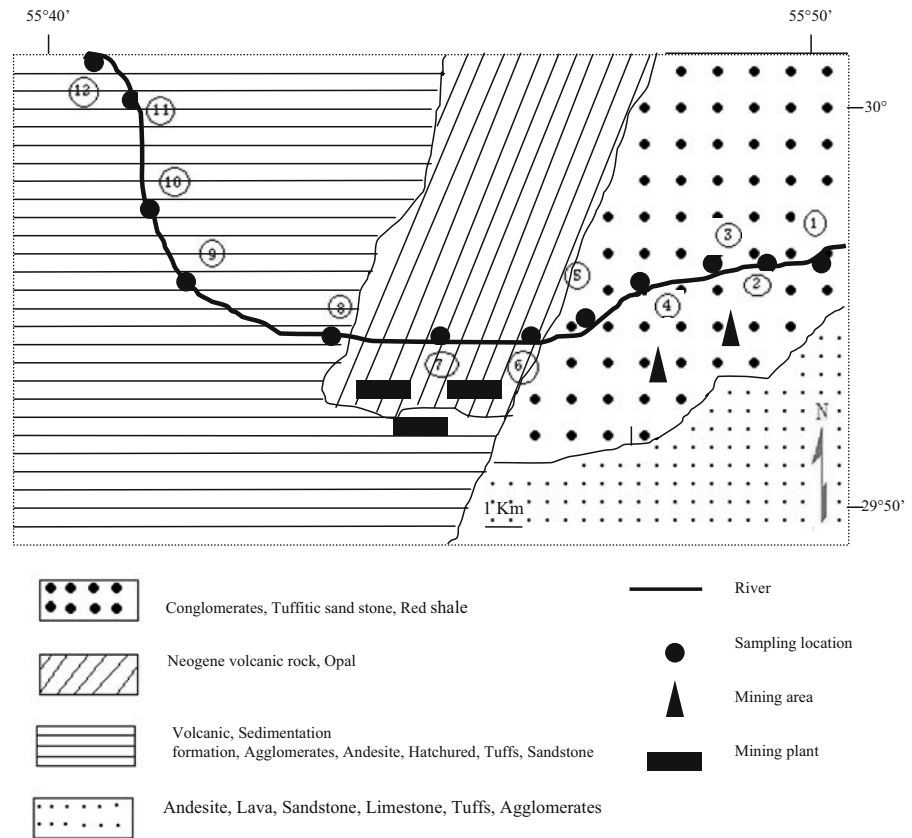 55°40'
55°50'
12
11
30°
10
1
3
9
5
2
8
4
7
6
N
1 Km
29°50'
Conglomerates, Tuffitic sand stone, Red shale
River
Neogene volcanic rock, Opal
Sampling location
Mining area
Volcanic, Sedimentation
formation, Agglomerates, Andesite, Hatchured, Tuffs, Sandstone
Mining plant
Andesite, Lava, Sandstone, Limestone, Tuffs, Agglomerates